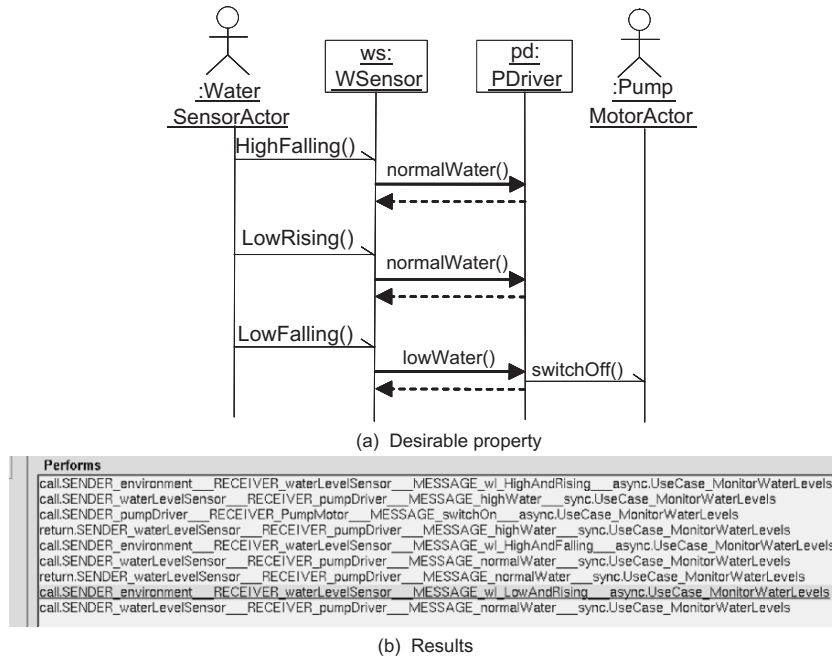 ws:
WSensor
pd:
PDriver
:Water
SensorActor
:Pump
MotorActor
HighFalling()
normalWater()
LowRising()
normalWater()
LowFalling()
lowWater()
switchOff()
(a) Desirable property
Performs
call.SENDER_environment___RECEIVER_waterLevelSensor___MESSAGE_wl_HighAndRising___async.UseCase_MonitorWaterLevels
call.SENDER_waterLevelSensor___RECEIVER_pumpDriver___MESSAGE_highWater___sync.UseCase_MonitorWaterLevels
call.SENDER_pumpDriver___RECEIVER_PumpMotor___MESSAGE_switchOn___async.UseCase_MonitorWaterLevels
return.SENDER_waterLevelSensor___RECEIVER_pumpDriver___MESSAGE_highWater___sync.UseCase_MonitorWaterLevels
call.SENDER_environment___RECEIVER_waterLevelSensor___MESSAGE_wl_HighAndFalling___async.UseCase_MonitorWaterLevels
call.SENDER_waterLevelSensor___RECEIVER_pumpDriver___MESSAGE_normalWater___sync.UseCase_MonitorWaterLevels
return.SENDER_waterLevelSensor___RECEIVER_pumpDriver___MESSAGE_normalWater___sync.UseCase_MonitorWaterLevels
call.SENDER_environment___RECEIVER_waterLevelSensor___MESSAGE_wl_LowAndRising___async.UseCase_MonitorWaterLevels
call.SENDER_waterLevelSensor___RECEIVER_pumpDriver___MESSAGE_normalWater___sync.UseCase_MonitorWaterLevels
(b) Results